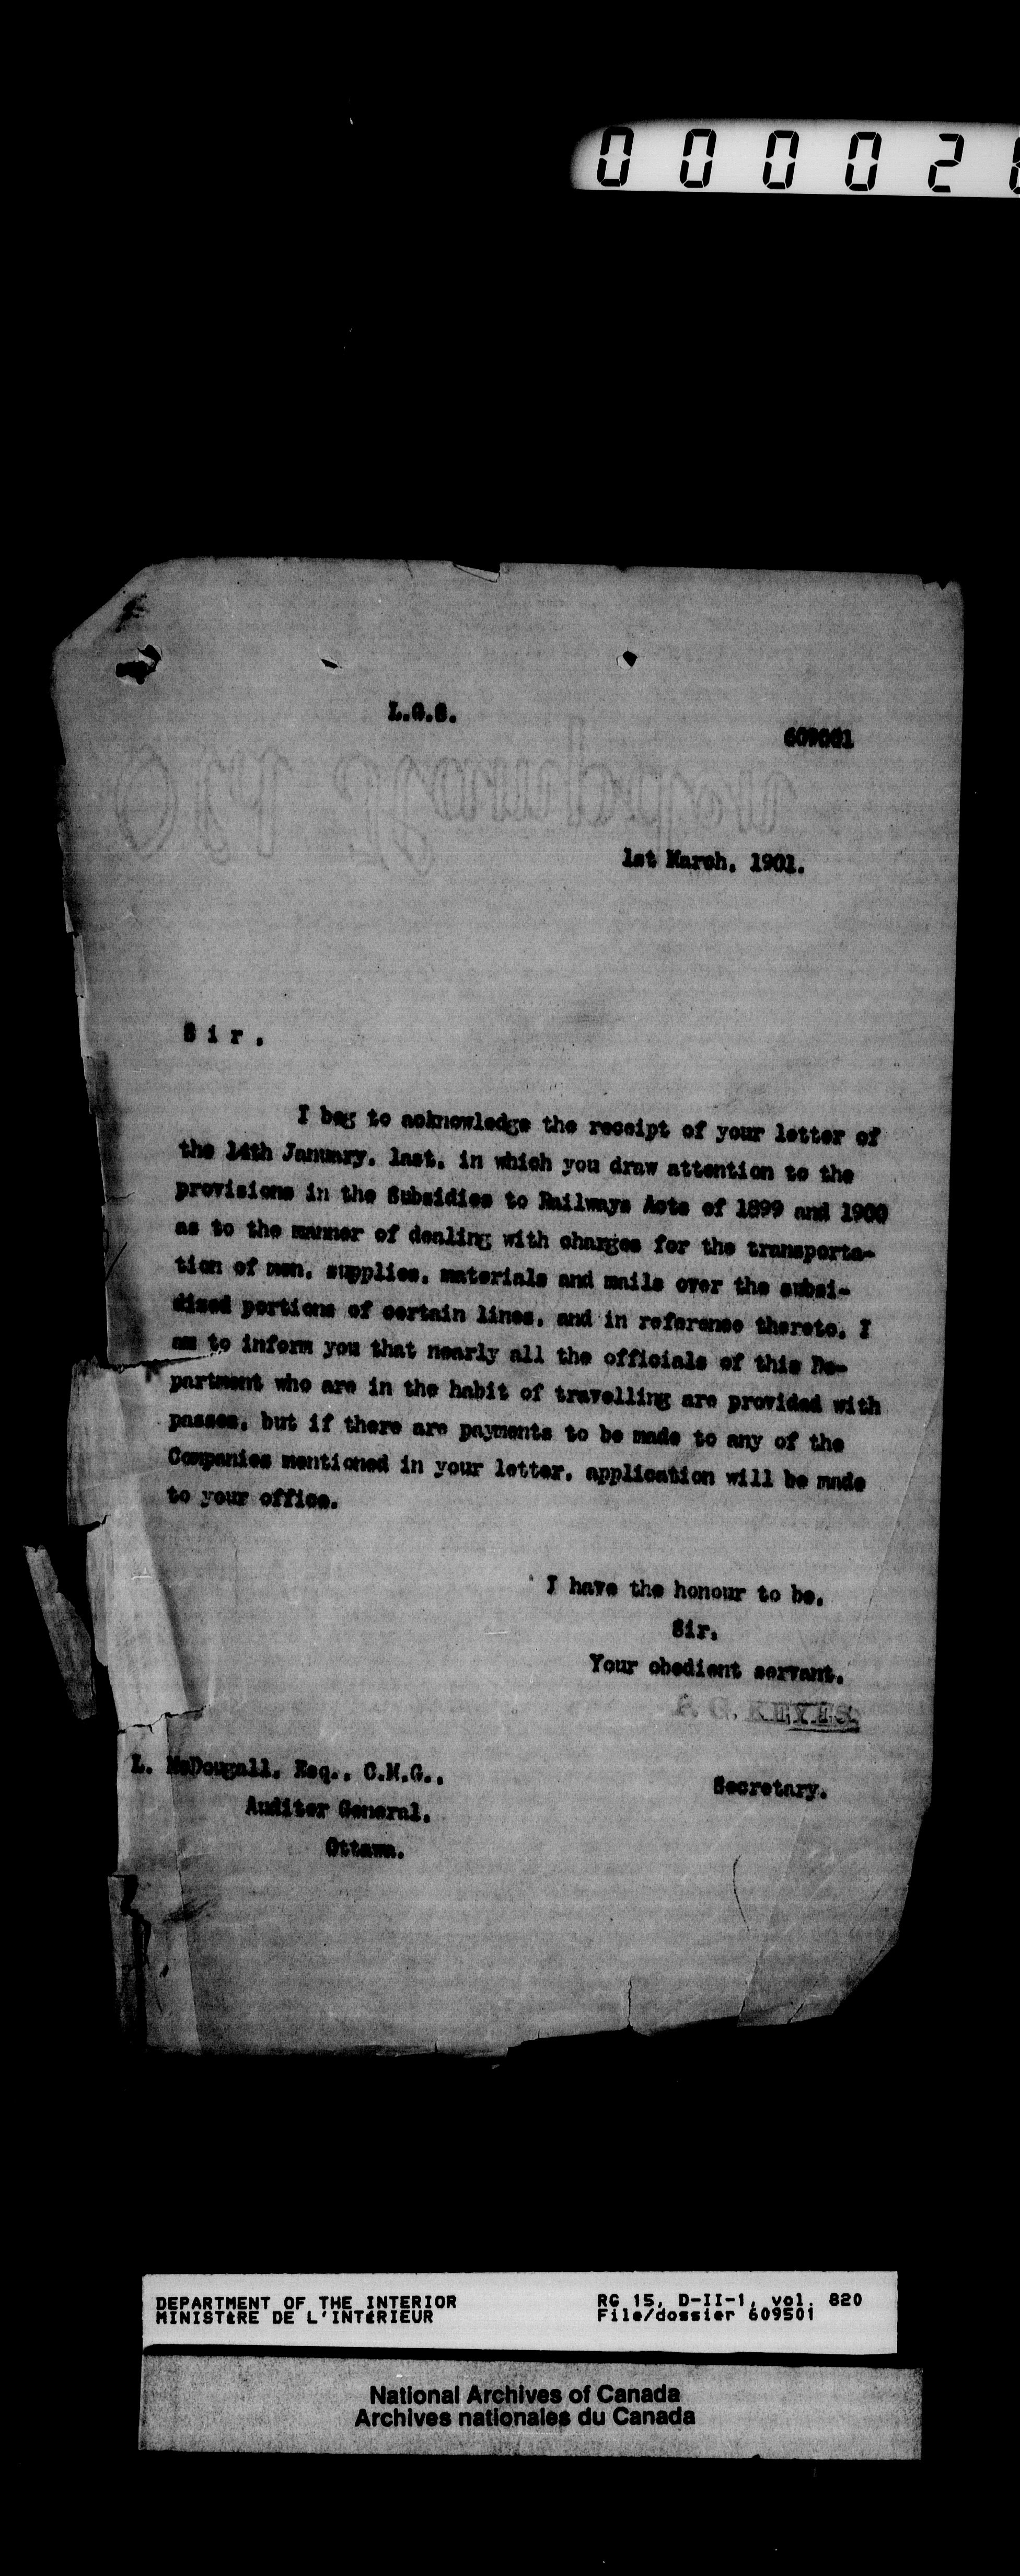 00002
L.G.S.
1st March, 1901.
Sir,
I beg to acknowledge the receipt of your letter of
the 14th January, last, in which you draw attention to the
provisions in the Subsidies to Railways Acts of 1899 and 1900
as to the manner of dealing with charges for the transporta-
tion of men, supplies, materials and mails over the subsi-
dized portions of certain lines, and in reference thereto, I
am to inform you that nearly all the officials of this De-
partment who are in the habit of travelling are provided with
passes, but if there are payments to be made to any of the
Companies mentioned in your letter, application will be made
to your office.
I have the honour to be,
Sir,
Your obedient servant,
P. G. KEYES
Secretary.
L. McDougall, Esq., C.M.G.,
Auditor General,
Ottawa.
DEPARTMENT OF THE INTERIOR
MINISTÈRE DE L'INTÉRIEUR
RG 15, D-II-1, vol. 820
File/dossier 609501
National Archives of Canada
Archives nationales du Canada